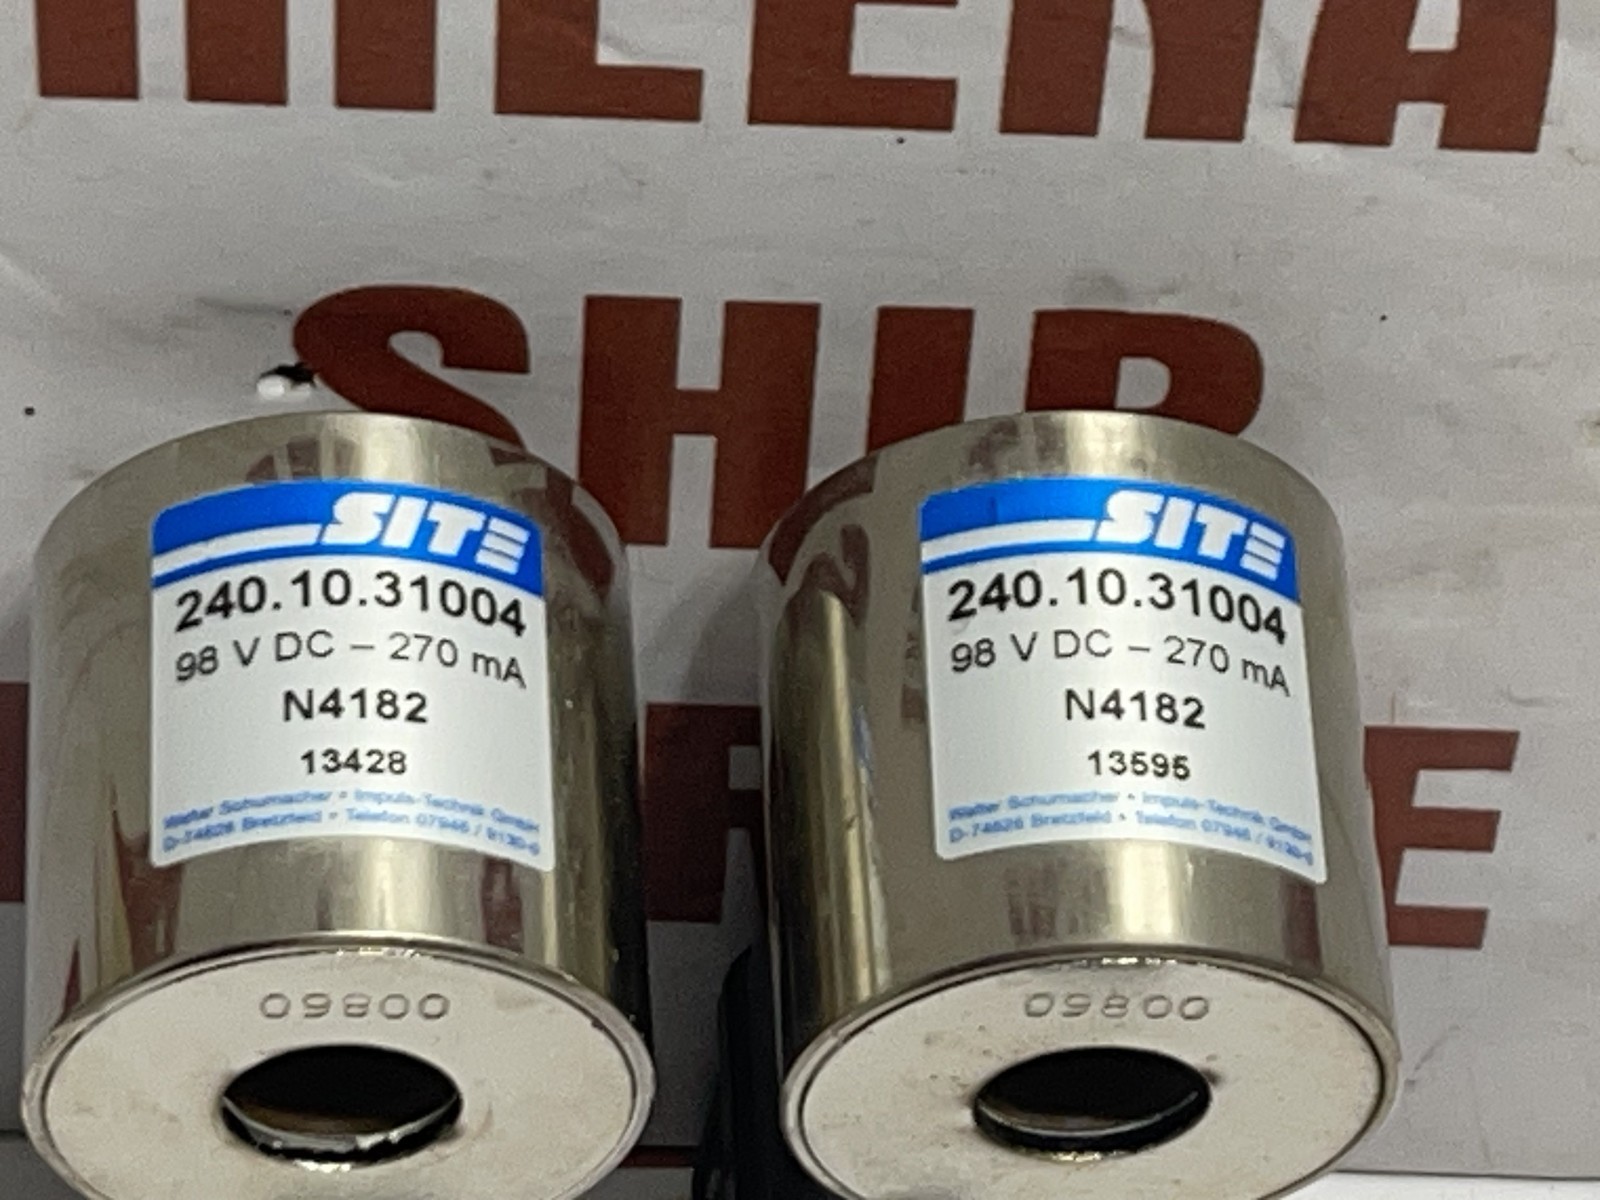 MILENA
SHIP
SITE
240.10.31004
98 V DC – 270 mA
N4182
13428
Walter Schumacher • Impuls-Technik GmbH
D-74626 Bretzfeld • Telefon 07946 / 9130-0
09800
SITE
240.10.31004
98 V DC – 270 mA
N4182
13595
Walter Schumacher • Impuls-Technik GmbH
D-74626 Bretzfeld • Telefon 07946 / 9130-0
09800